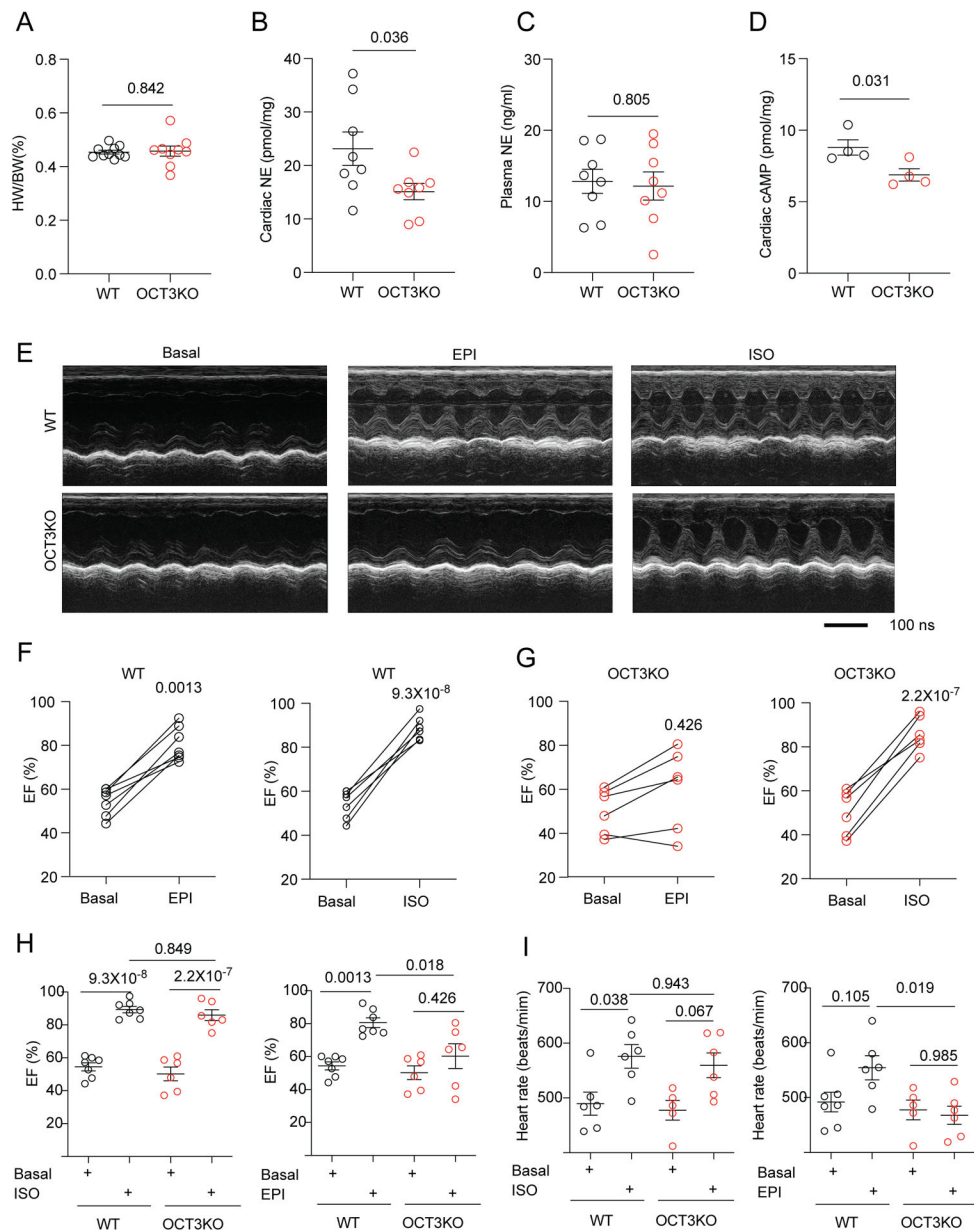 A
0.8
0.6
0.4
0.2
0.0
HW/BW(%)
0.842
WT
OCT3KO
B
40
30
20
10
0
Cardiac NE (pmol/mg)
0.036
WT
OCT3KO
C
30
20
10
0
Plasma NE (ng/ml)
0.805
WT
OCT3KO
D
15
10
5
0
Cardiac cAMP (pmol/mg)
0.031
WT
OCT3KO
E
Basal
EPI
ISO
WT
OCT3KO
100 ns
F
WT
0.0013
100
80
60
40
20
EF (%)
Basal
EPI
WT
9.3X10-8
100
80
60
40
20
EF (%)
Basal
ISO
G
OCT3KO
0.426
100
80
60
40
20
EF (%)
Basal
EPI
OCT3KO
2.2X10-7
100
80
60
40
20
EF (%)
Basal
ISO
H
0.849
9.3X10-8
2.2X10-7
100
80
60
40
20
0
EF (%)
Basal + +
ISO + +
WT
OCT3KO
0.0013
0.018
0.426
100
80
60
40
20
0
EF (%)
Basal + +
EPI + +
WT
OCT3KO
I
0.943
0.038
0.067
700
600
500
Heart rate (beats/mim)
Basal + +
ISO + +
WT
OCT3KO
0.105
0.019
0.985
700
600
500
Heart rate (beats/mim)
Basal + +
EPI + +
WT
OCT3KO